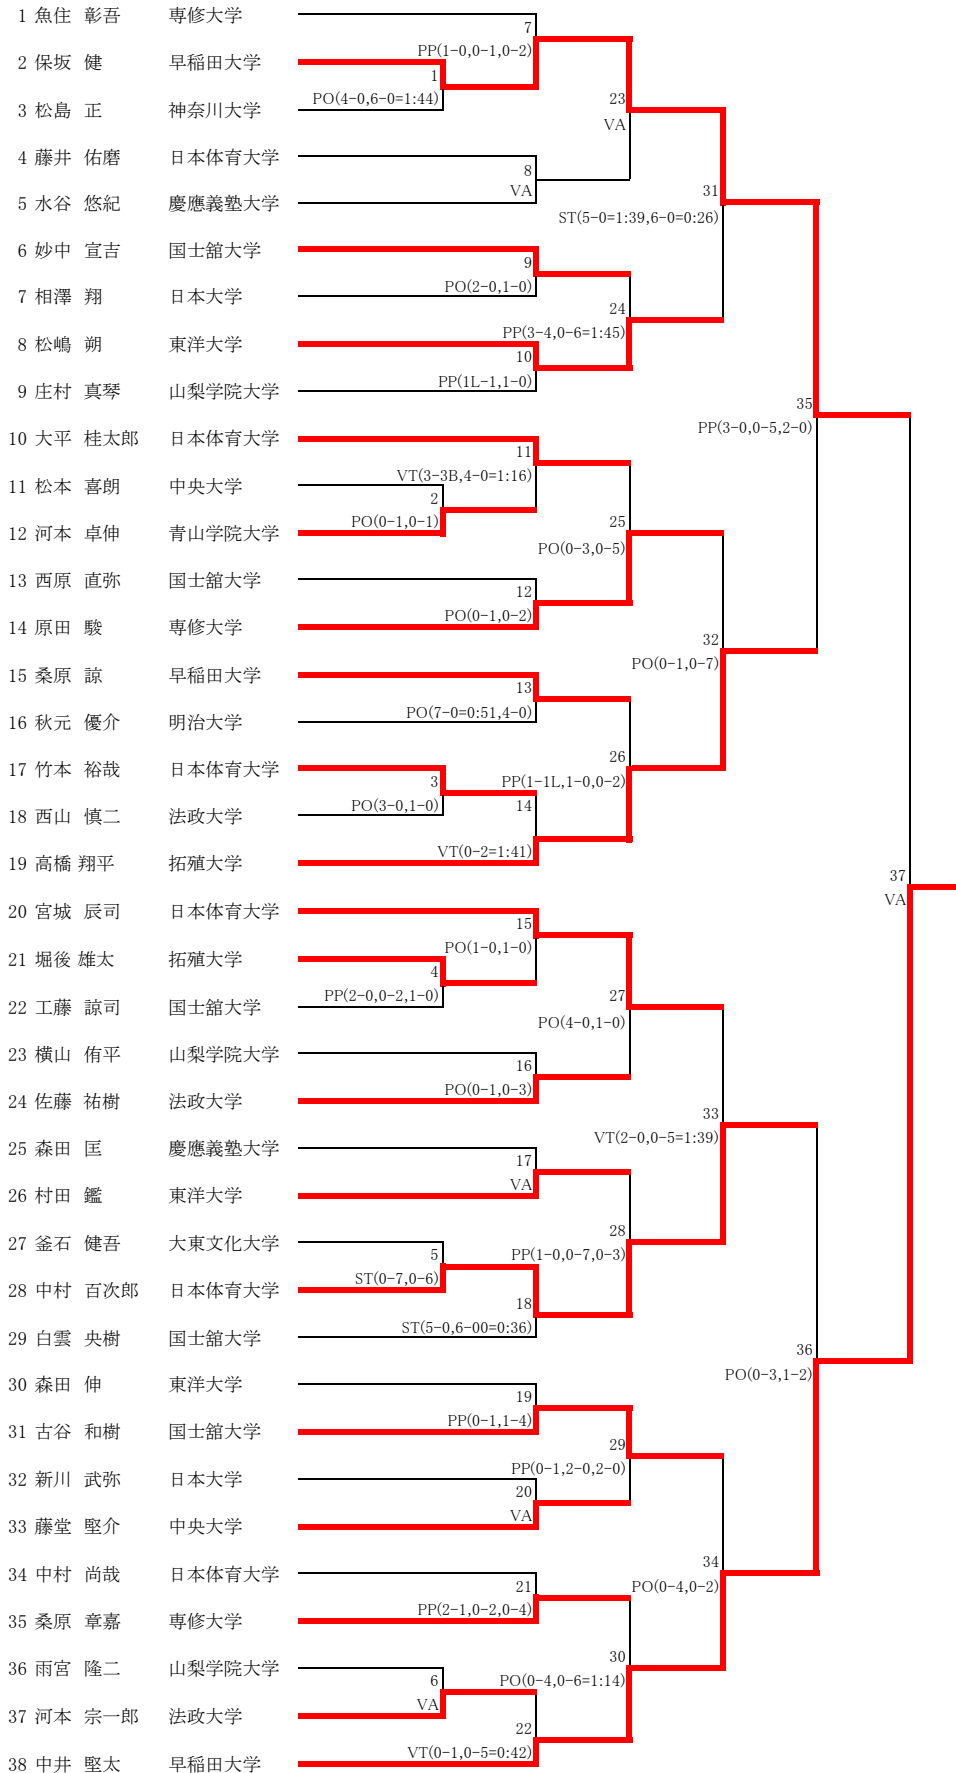 1 魚住 彰吾 専修大学
7
PP(1-0,0-1,0-2)
2 保坂 健 早稲田大学
1
PO(4-0,6-0=1:44)
3 松島 正 神奈川大学
23
VA
4 藤井 佑磨 日本体育大学
8
VA
5 水谷 悠紀 慶應義塾大学
31
ST(5-0=1:39,6-0=0:26)
6 妙中 宣吉 国士舘大学
9
PO(2-0,1-0)
7 相澤 翔 日本大学
24
PP(3-4,0-6=1:45)
8 松嶋 朔 東洋大学
10
PP(1L-1,1-0)
9 庄村 真琴 山梨学院大学
35
PP(3-0,0-5,2-0)
10 大平 桂太郎 日本体育大学
11
VT(3-3B,4-0=1:16)
11 松本 喜朗 中央大学
2
PO(0-1,0-1)
12 河本 卓伸 青山学院大学
25
PO(0-3,0-5)
13 西原 直弥 国士舘大学
12
PO(0-1,0-2)
14 原田 駿 専修大学
32
PO(0-1,0-7)
15 桑原 諒 早稲田大学
13
PO(7-0=0:51,4-0)
16 秋元 優介 明治大学
26
PP(1-1L,1-0,0-2)
17 竹本 裕哉 日本体育大学
3
PO(3-0,1-0)
14
18 西山 慎二 法政大学
VT(0-2=1:41)
19 高橋 翔平 拓殖大学
37
VA
20 宮城 辰司 日本体育大学
15
PO(1-0,1-0)
21 堀後 雄太 拓殖大学
4
PP(2-0,0-2,1-0)
22 工藤 諒司 国士舘大学
27
PO(4-0,1-0)
23 横山 侑平 山梨学院大学
16
PO(0-1,0-3)
24 佐藤 祐樹 法政大学
33
VT(2-0,0-5=1:39)
25 森田 匡 慶應義塾大学
17
VA
26 村田 鑑 東洋大学
28
PP(1-0,0-7,0-3)
27 釜石 健吾 大東文化大学
5
ST(0-7,0-6)
28 中村 百次郎 日本体育大学
18
ST(5-0,6-00=0:36)
29 白雲 央樹 国士舘大学
36
PO(0-3,1-2)
30 森田 伸 東洋大学
19
PP(0-1,1-4)
31 古谷 和樹 国士舘大学
29
PP(0-1,2-0,2-0)
32 新川 武弥 日本大学
20
VA
33 藤堂 堅介 中央大学
34
PO(0-4,0-2)
34 中村 尚哉 日本体育大学
21
PP(2-1,0-2,0-4)
35 桑原 章嘉 専修大学
30
PO(0-4,0-6=1:14)
36 雨宮 隆二 山梨学院大学
6
VA
37 河本 宗一郎 法政大学
22
VT(0-1,0-5=0:42)
38 中井 堅太 早稲田大学